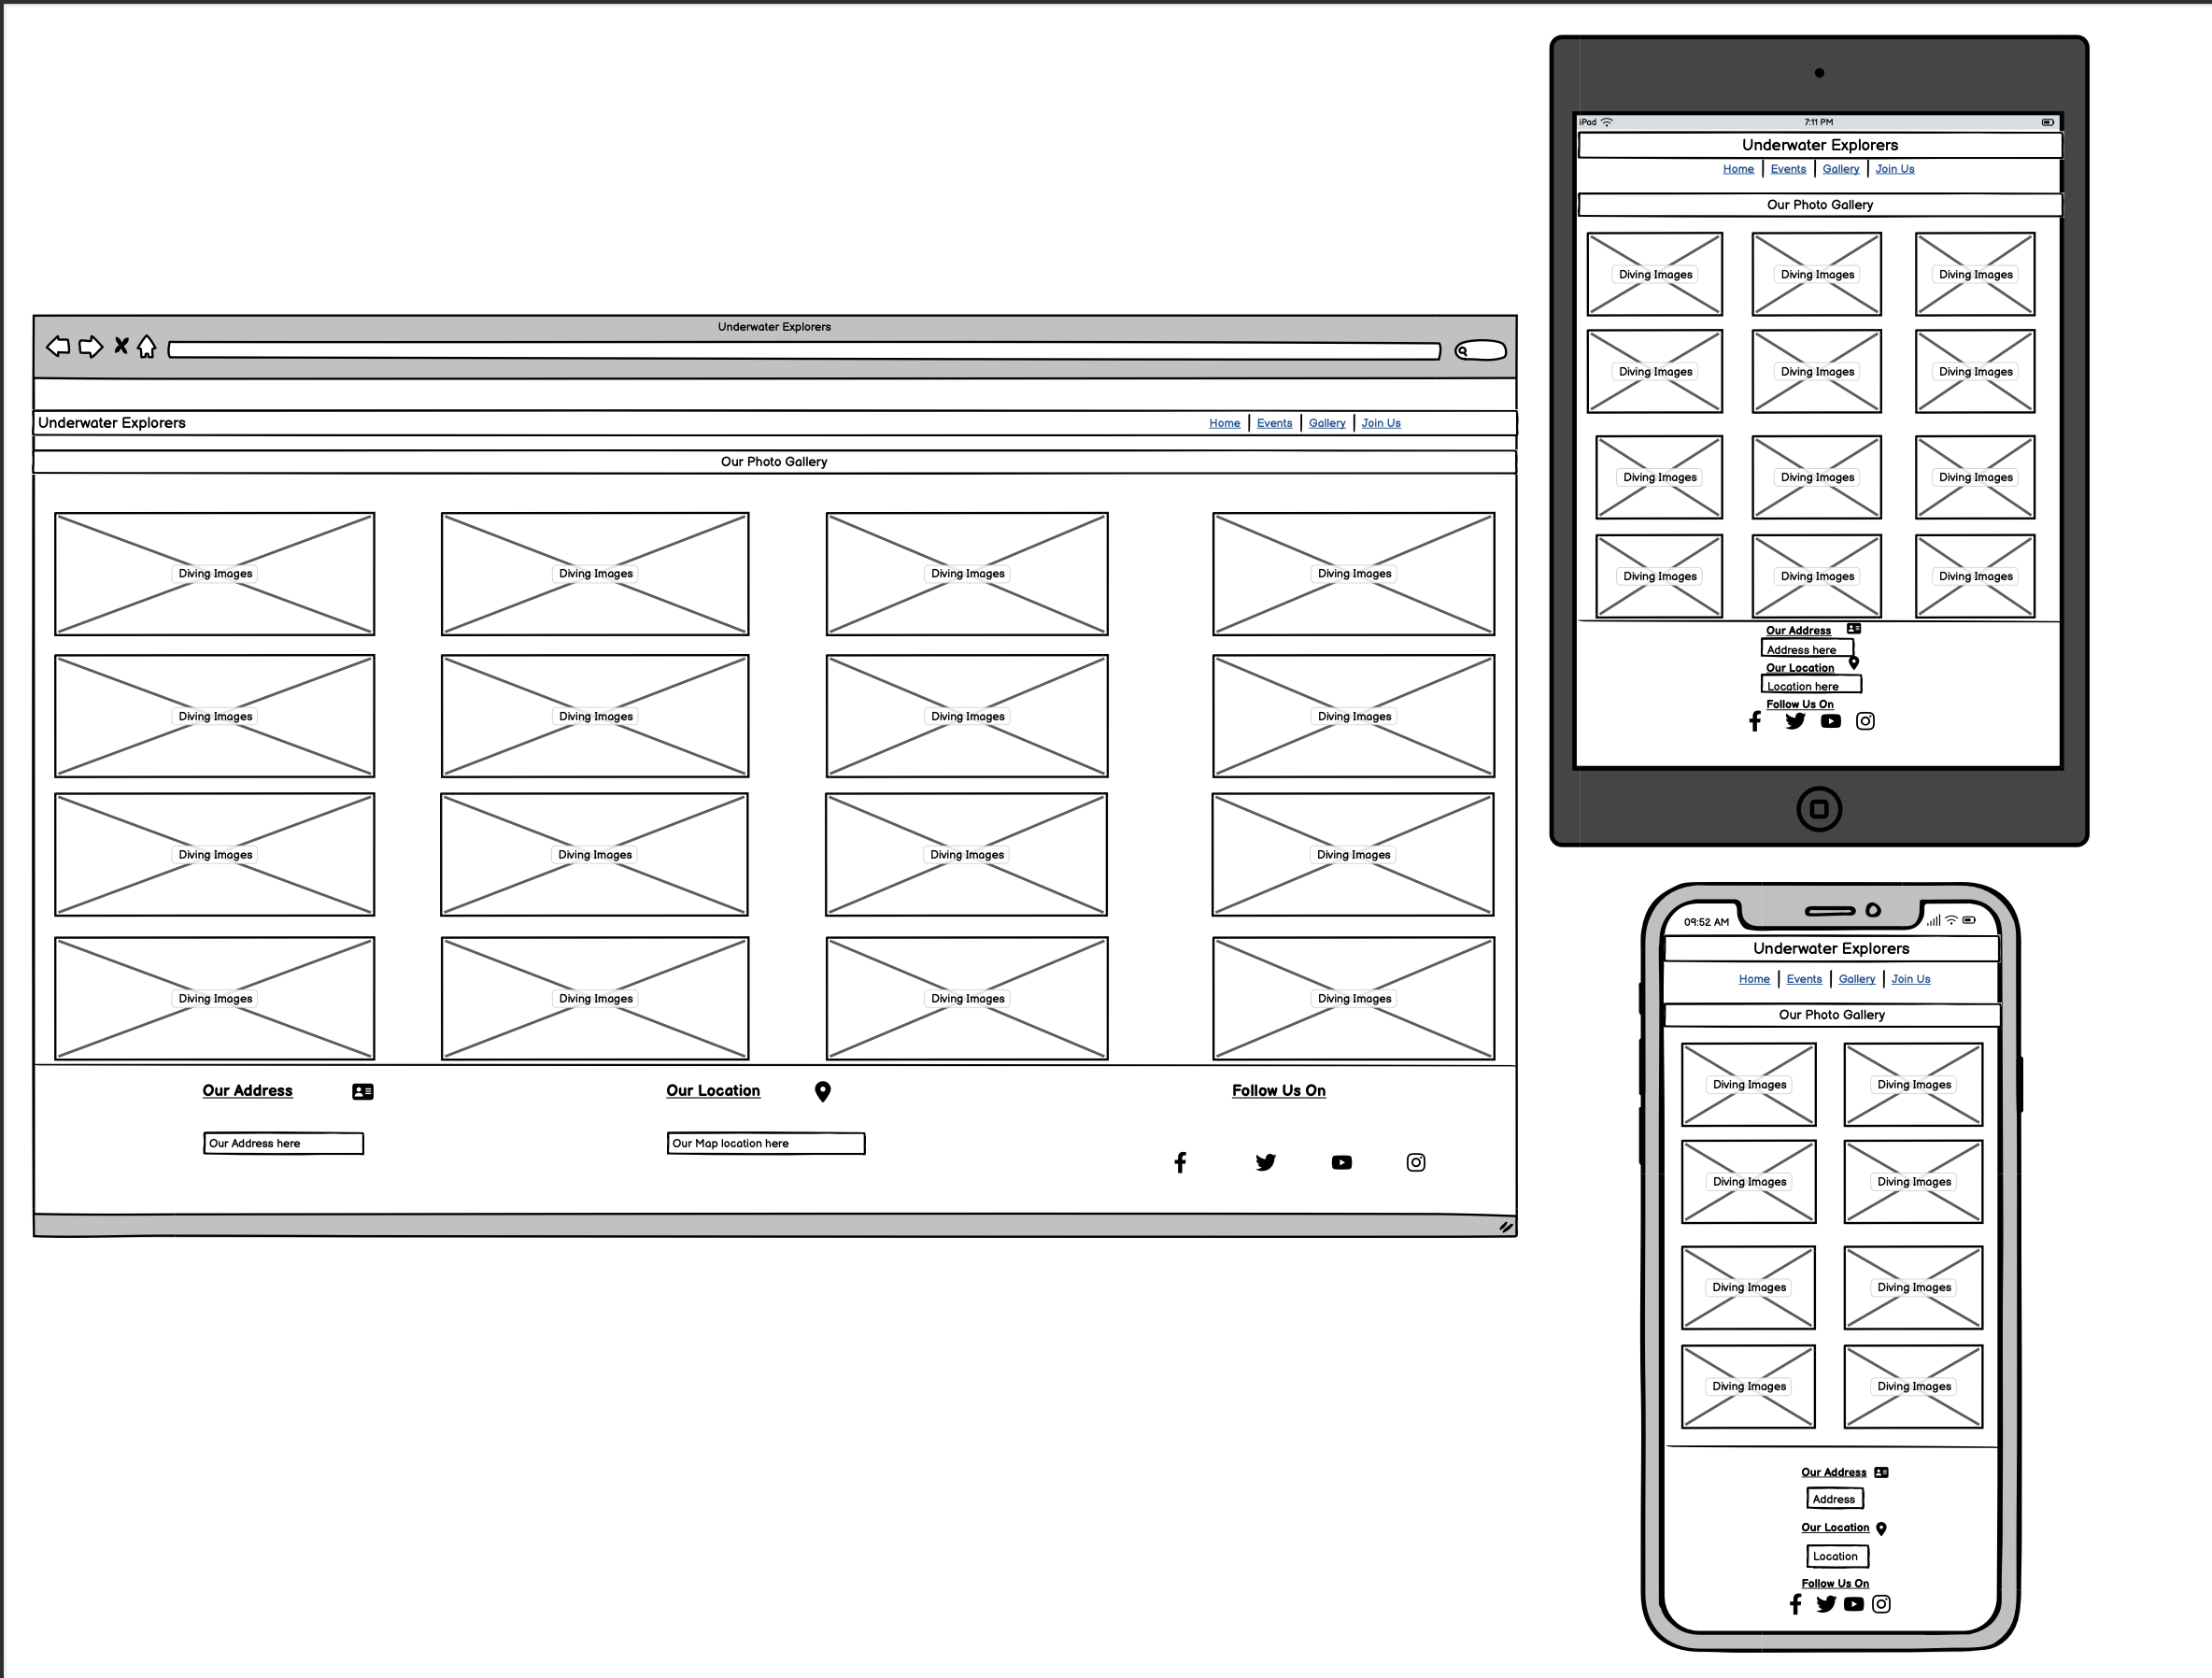 Underwater Explorers
Underwater Explorers Home Events Gallery Join Us
Our Photo Gallery
Diving Images Diving Images Diving Images Diving Images
Diving Images Diving Images Diving Images Diving Images
Diving Images Diving Images Diving Images Diving Images
Diving Images Diving Images Diving Images Diving Images
Our Address Our Location Follow Us On
Our Address here Our Map location here
iPad 7:11 PM
Underwater Explorers
Home Events Gallery Join Us
Our Photo Gallery
Diving Images Diving Images Diving Images
Diving Images Diving Images Diving Images
Diving Images Diving Images Diving Images
Diving Images Diving Images Diving Images
Our Address
Address here
Our Location
Location here
Follow Us On
09:52 AM
Underwater Explorers
Home Events Gallery Join Us
Our Photo Gallery
Diving Images Diving Images
Diving Images Diving Images
Diving Images Diving Images
Diving Images Diving Images
Our Address
Address
Our Location
Location
Follow Us On